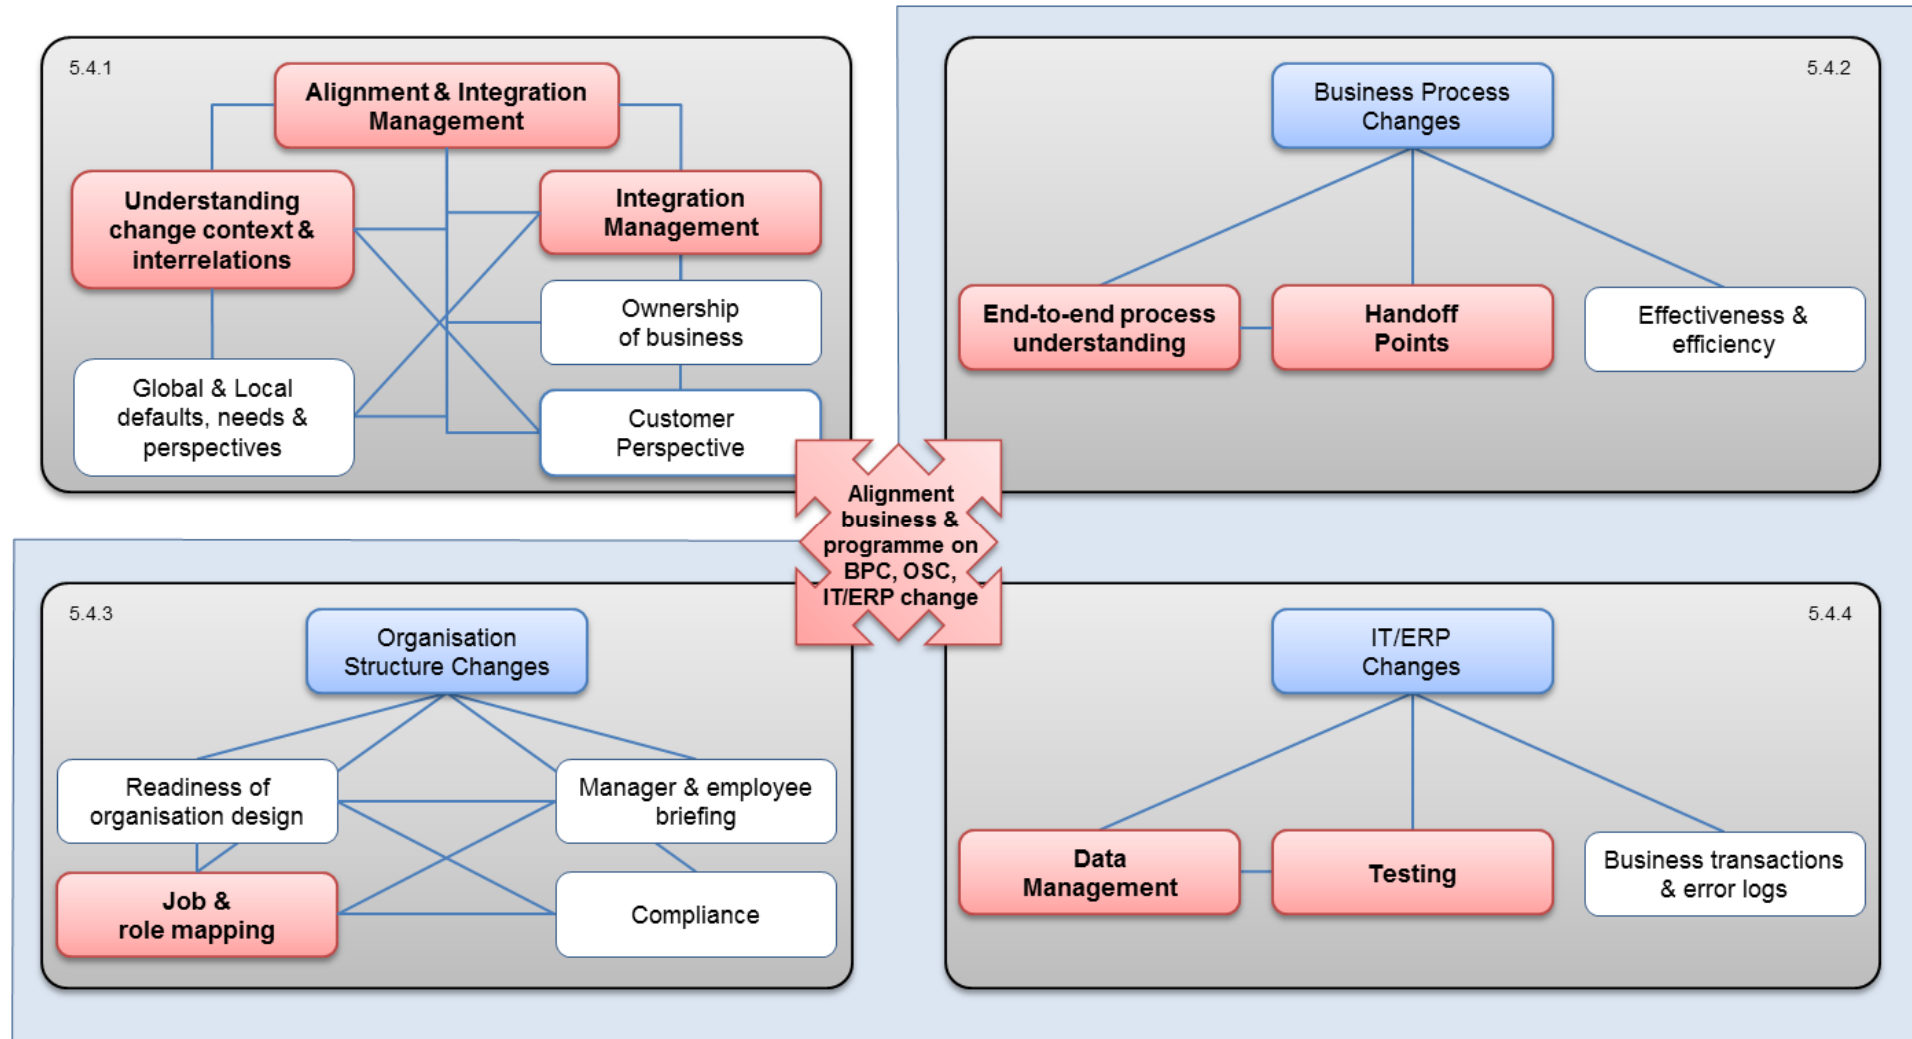 5.4.1
Alignment & Integration
Management
Understanding
change context &
interrelations
Integration
Management
Ownership
of business
Global & Local
defaults, needs &
perspectives
Customer
Perspective
5.4.2
Business Process
Changes
End-to-end process
understanding
Handoff
Points
Effectiveness &
efficiency
Alignment
business &
programme on
BPC, OSC,
IT/ERP change
5.4.3
Organisation
Structure Changes
Readiness of
organisation design
Manager & employee
briefing
Job &
role mapping
Compliance
5.4.4
IT/ERP
Changes
Data
Management
Testing
Business transactions
& error logs